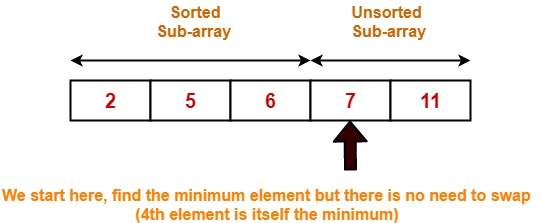 Sorted
Sub-array
Unsorted
Sub-array
2 5 6 7 11
We start here, find the minimum element but there is no need to swap
(4th element is itself the minimum)